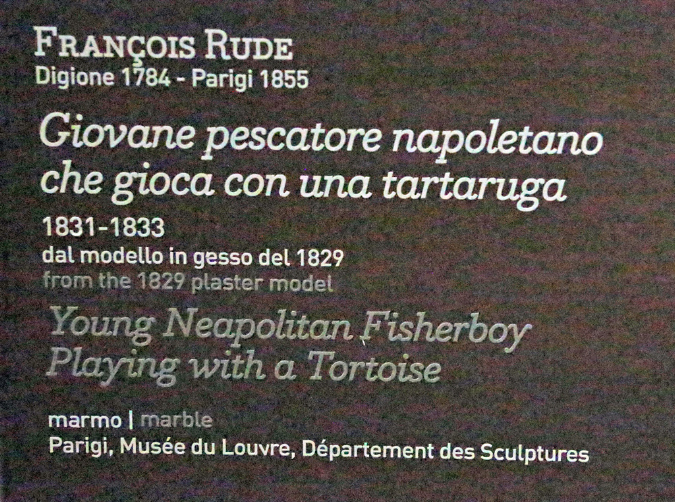 FRANÇOIS RUDE
Digione 1784 - Parigi 1855
Giovane pescatore napoletano
che gioca con una tartaruga
1831-1833
dal modello in gesso del 1829
from the 1829 plaster model
Young Neapolitan Fisherboy
Playing with a Tortoise
marmo | marble
Parigi, Musée du Louvre, Département des Sculptures